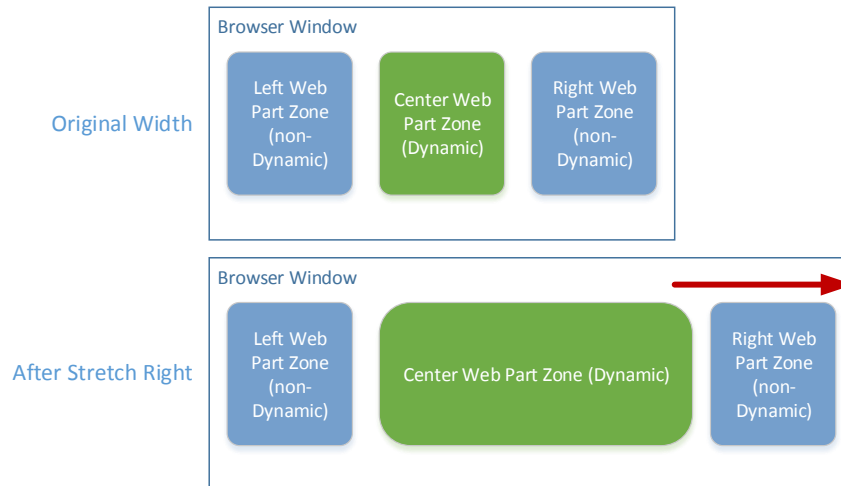 Browser Window
Original Width
Left Web
Part Zone
(non-
Dynamic)
Center Web
Part Zone
(Dynamic)
Right Web
Part Zone
(non-
Dynamic)
Browser Window
After Stretch Right
Left Web
Part Zone
(non-
Dynamic)
Center Web Part Zone (Dynamic)
Right Web
Part Zone
(non-
Dynamic)